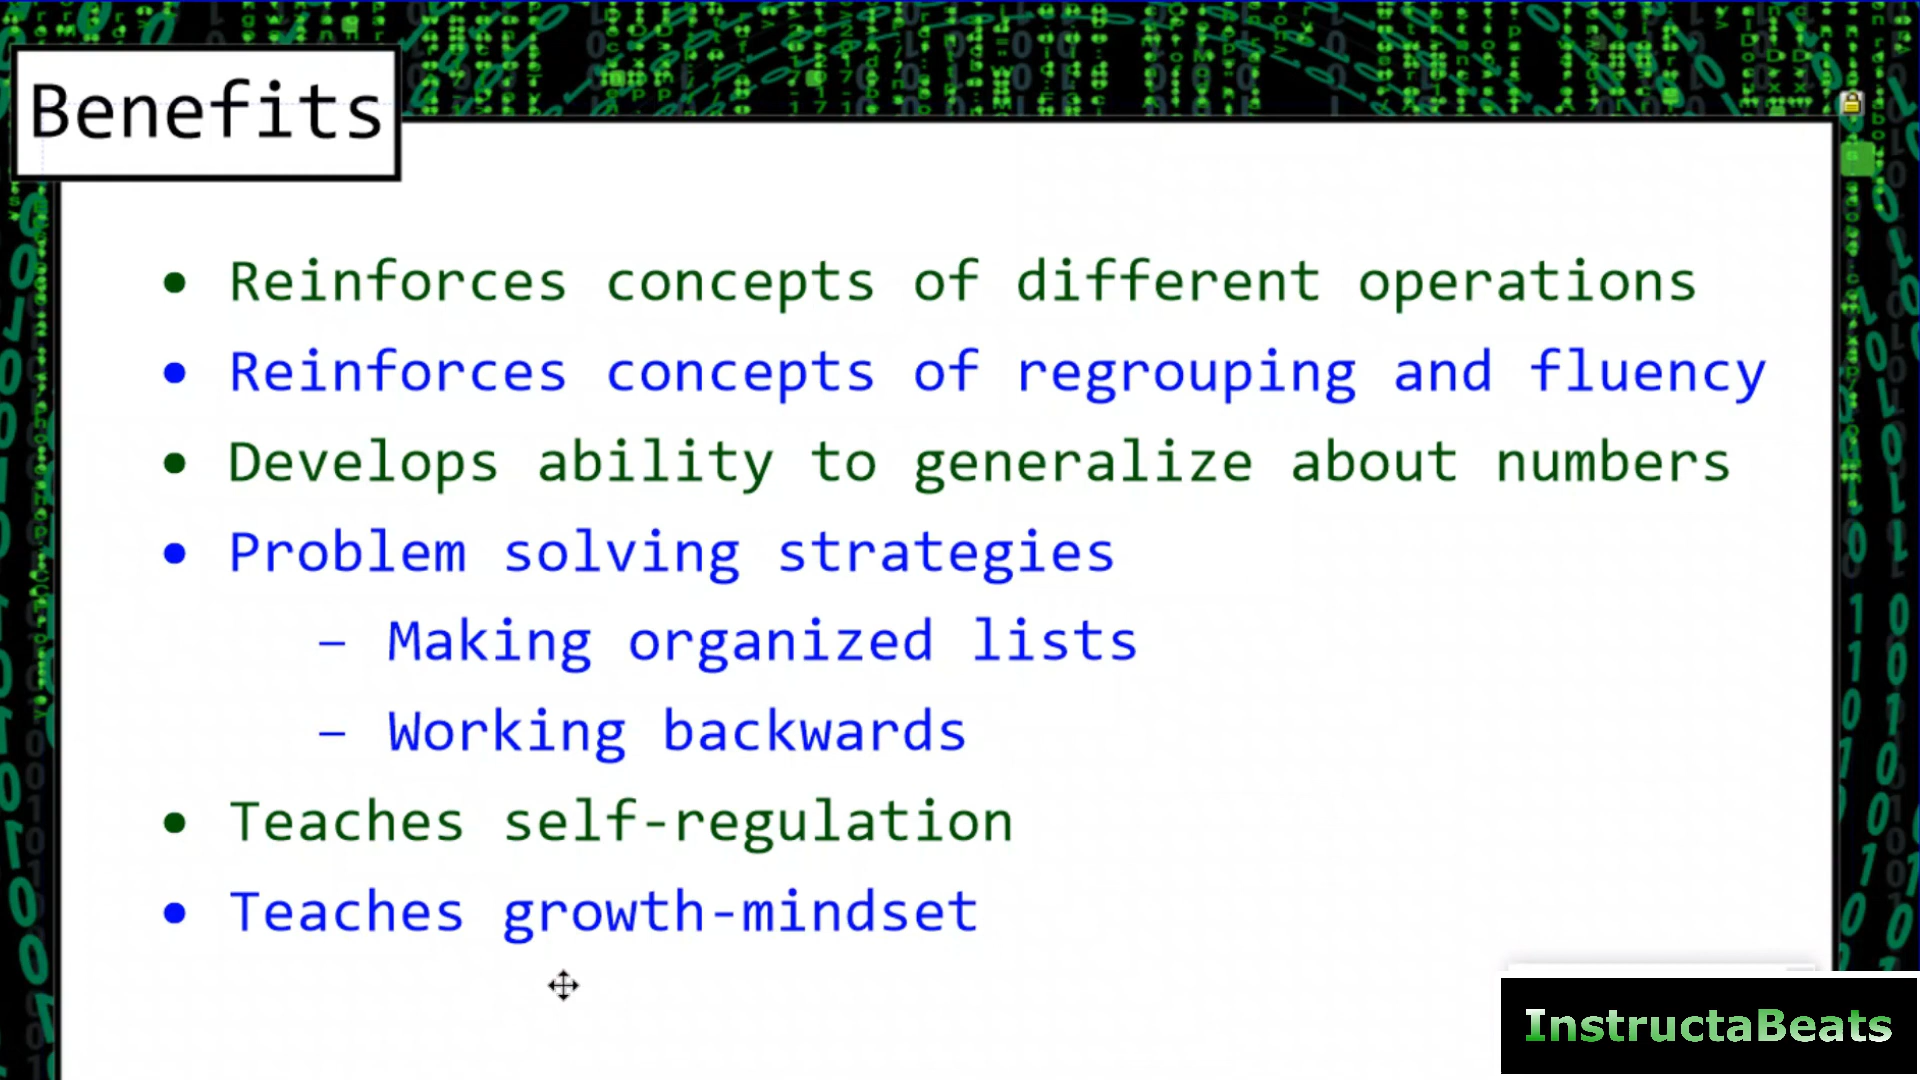 Benefits
• Reinforces concepts of different operations
• Reinforces concepts of regrouping and fluency
• Develops ability to generalize about numbers
• Problem solving strategies
– Making organized lists
– Working backwards
• Teaches self-regulation
• Teaches growth-mindset
InstructaBeats